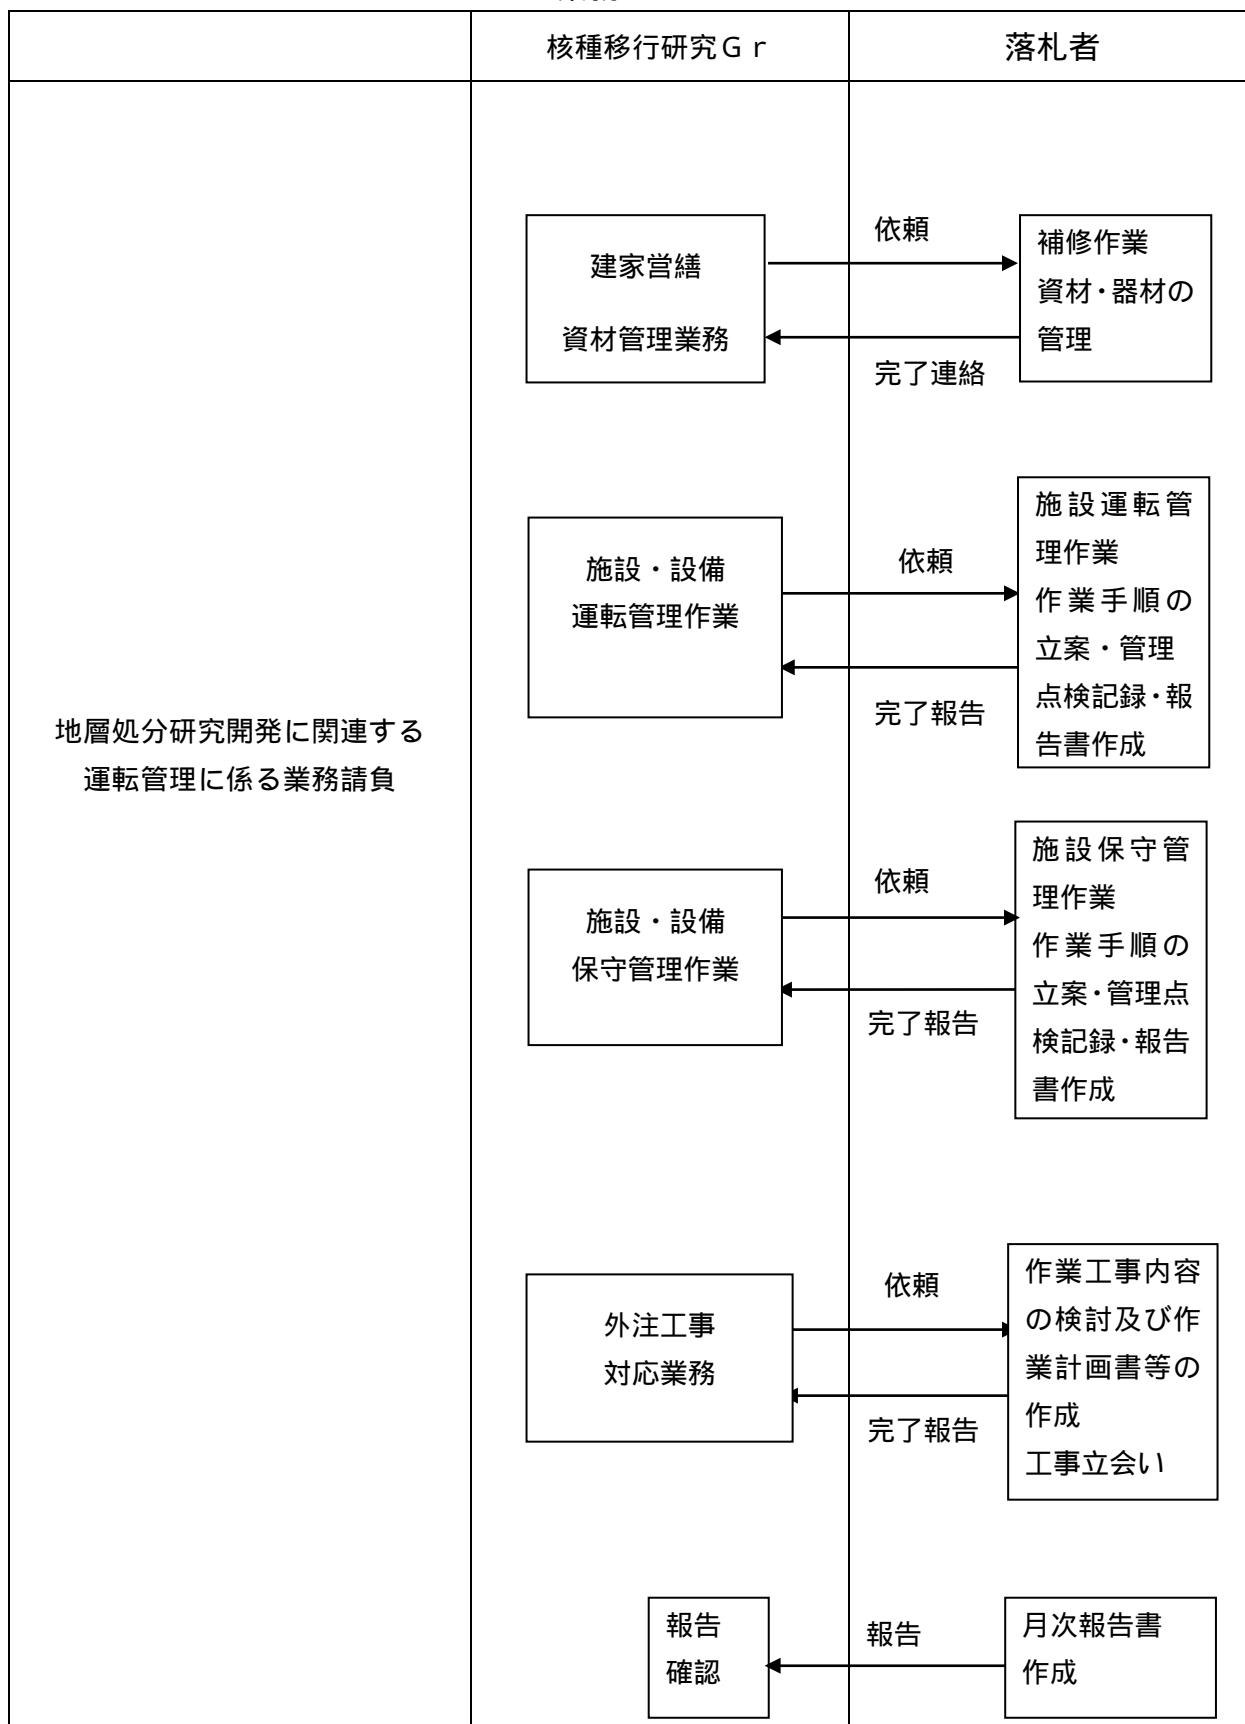 核種移行研究Ｇｒ
落札者
地層処分研究開発に関連する
運転管理に係る業務請負
建家営繕
資材管理業務
依頼
完了連絡
補修作業
資材・器材の
管理
施設・設備
運転管理作業
依頼
完了報告
施設運転管
理作業
作業手順の
立案・管理
点検記録・報
告書作成
施設・設備
保守管理作業
依頼
完了報告
施設保守管
理作業
作業手順の
立案・管理点
検記録・報告
書作成
外注工事
対応業務
依頼
完了報告
作業工事内容
の検討及び作
業計画書等の
作成
工事立会い
報告
確認
報告
月次報告書
作成